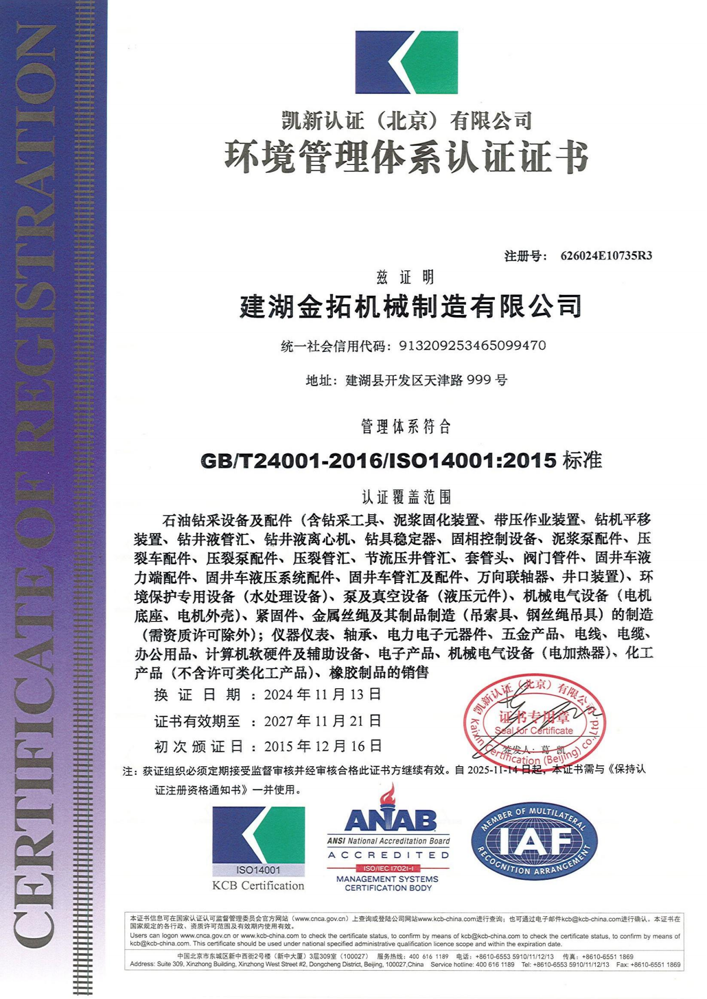 CERTIFICATE OF REGISTRATION
凯新认证（北京）有限公司
环境管理体系认证证书
注册号： 626024E10735R3
兹 证 明
建湖金拓机械制造有限公司
统一社会信用代码：913209253465099470
地址：建湖县开发区天津路 999 号
管理体系符合
GB/T24001-2016/ISO14001:2015 标准
认证覆盖范围
石油钻采设备及配件（含钻采工具、泥浆固化装置、带压作业装置、钻机平移
装置、钻井液管汇、钻井液离心机、钻具稳定器、固相控制设备、泥浆泵配件、压
裂车配件、压裂泵配件、压裂管汇、节流压井管汇、套管头、阀门管件、固井车液
力端配件、固井车液压系统配件、固井车管汇及配件、万向联轴器、井口装置）、环
境保护专用设备（水处理设备）、泵及真空设备（液压元件）、机械电气设备（电机
底座、电机外壳）、紧固件、金属丝绳及其制品制造（吊索具、钢丝绳吊具）的制造
（需资质许可除外）；仪器仪表、轴承、电力电子元器件、五金产品、电线、电缆、
办公用品、计算机软硬件及辅助设备、电子产品、机械电气设备（电加热器）、化工
产品（不含许可类化工产品）、橡胶制品的销售
换 证 日 期 ：2024 年 11 月 13 日
证书有效期至 ：2027 年 11 月 21 日
初 次 颁 证 日：2015 年 12 月 16 日
凯新认证（北京）有限公司
证书专用章
Seal for Certificate
签发人：葛 凯
Kaixin Certification (Beijing) co.,Ltd.
注：获证组织必须定期接受监督审核并经审核合格此证书方继续有效。自 2025-11-14 日起，本证书需与《保持认
证注册资格通知书》一并使用。
ISO14001
KCB Certification
ANAB
ANSI National Accreditation Board
ACCREDITED
ISO/IEC 17021-1
MANAGEMENT SYSTEMS
CERTIFICATION BODY
MEMBER OF MULTILATERAL
IAF
RECOGNITION ARRANGEMENT
本证书信息可在国家认证认可监督管理委员会官方网站（www.cnca.gov.cn）上查询或登陆公司网站www.kcb-china.com进行查询；也可通过电子邮件kcb@kcb-china.com进行确认。本证书在
国家规定的各行政、资质许可范围及有效期内使用有效。
Users can logon www.cnca.gov.cn or www.kcb-china.com to check the certificate status, to confirm by means of kcb@kcb-china.com to check the certificate status, to confirm by means of
kcb@kcb-china.com. This certificate should be used under national specified administrative qualification licence scope and within the expiration date.
中国北京市东城区新中西街2号楼（新中大厦）3层309室（100027） 服务热线：400 616 1189 电话：+8610-6553 5910/11/12/13 传真：+8610-6551 1869
Address: Suite 309, Xinzhong Building, Xinzhong West Street #2, Dongcheng District, Beijing, 100027,China Service hotline: 400 616 1189 Tel: +8610-6553 5910/11/12/13 Fax: +8610-6551 1869